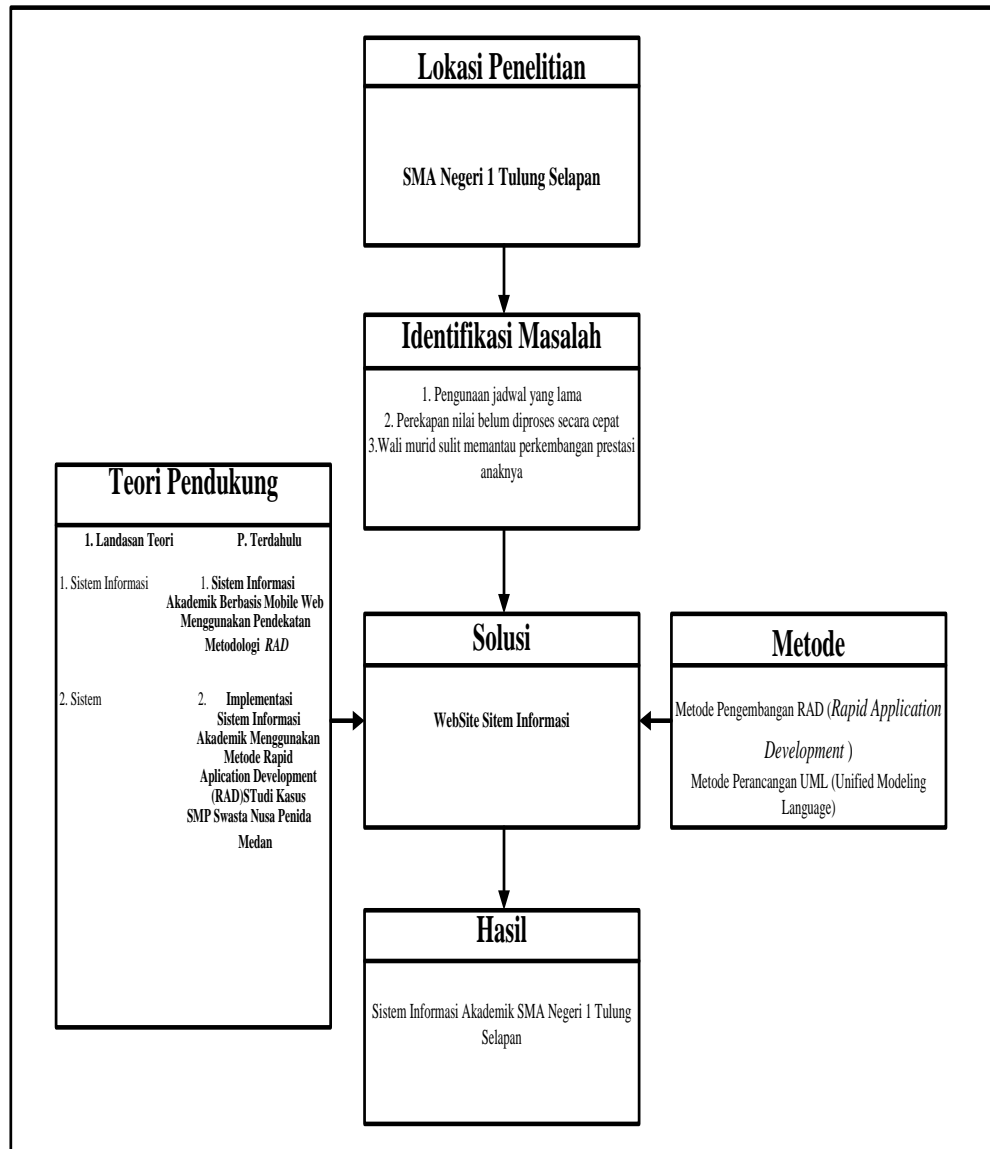 Lokasi Penelitian
SMA Negeri 1 Tulung Selapan
Identifikasi Masalah
1. Pengunaan jadwal yang lama
2. Perekapan nilai belum diproses secara cepat
3.Wali murid sulit memantau perkembangan prestasi
anaknya
Teori Pendukung
1. Landasan Teori
1. Sistem Informasi
2. Sistem
P. Terdahulu
1. Sistem Informasi
Akademik Berbasis Mobile Web
Menggunakan Pendekatan
Metodologi RAD
2. Implementasi
Sistem Informasi
Akademik Menggunakan
Metode Rapid
Aplication Development
(RAD)STudi Kasus
SMP Swasta Nusa Penida
Medan
Solusi
WebSite Sitem Informasi
Metode
Metode Pengembangan RAD (Rapid Application
Development )
Metode Perancangan UML (Unified Modeling
Language)
Hasil
Sistem Informasi Akademik SMA Negeri 1 Tulung
Selapan